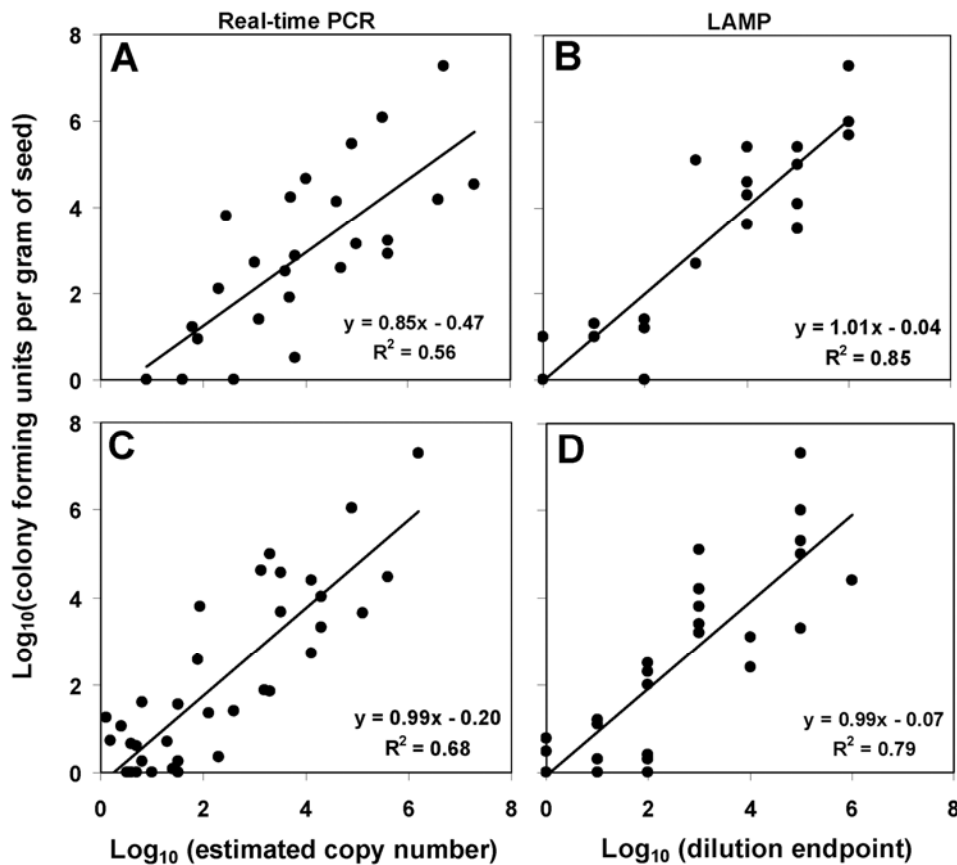 Real-time PCR
LAMP
Log10(colony forming units per gram of seed)
A
8
6
4
2
0
y = 0.85x - 0.47
R² = 0.56
B
y = 1.01x - 0.04
R² = 0.85
C
8
6
4
2
0
y = 0.99x - 0.20
R² = 0.68
D
y = 0.99x - 0.07
R² = 0.79
0 2 4 6 8
0 2 4 6 8
Log10 (estimated copy number)
Log10 (dilution endpoint)